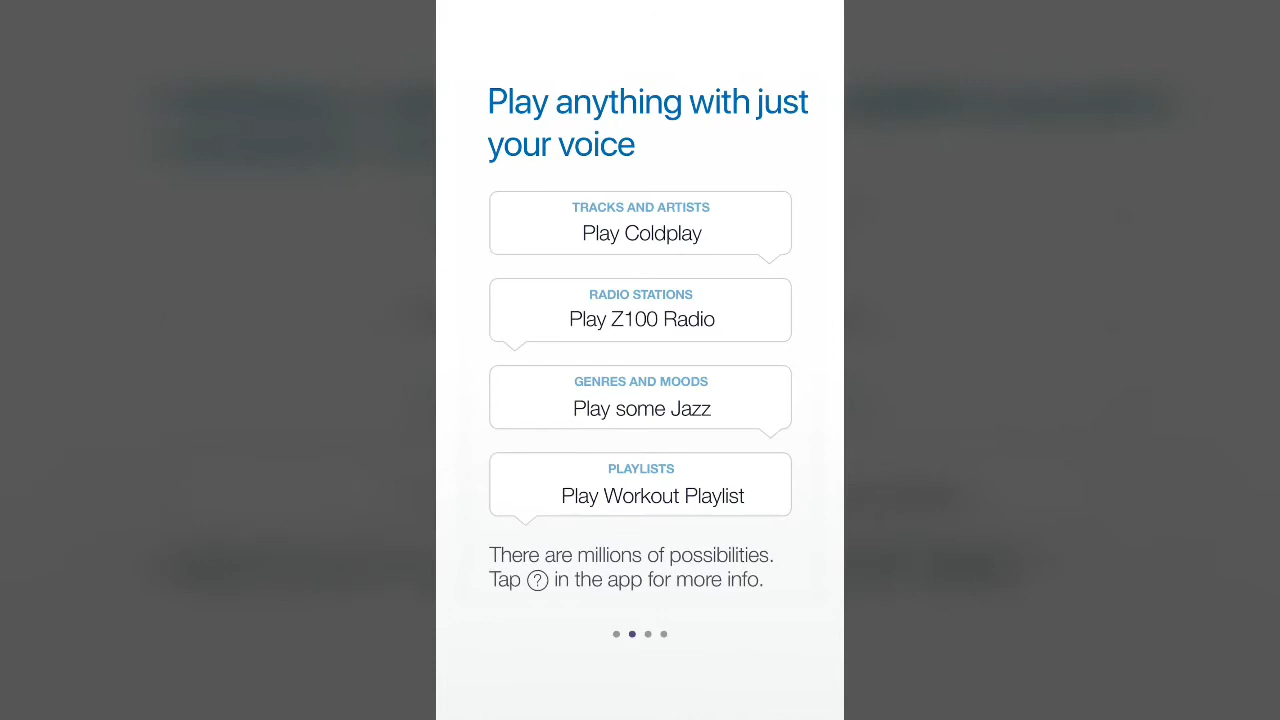 Play anything with just
your voice
TRACKS AND ARTISTS
Play Coldplay
RADIO STATIONS
Play Z100 Radio
GENRES AND MOODS
Play some Jazz
PLAYLISTS
Play Workout Playlist
There are millions of possibilities.
Tap ? in the app for more info.